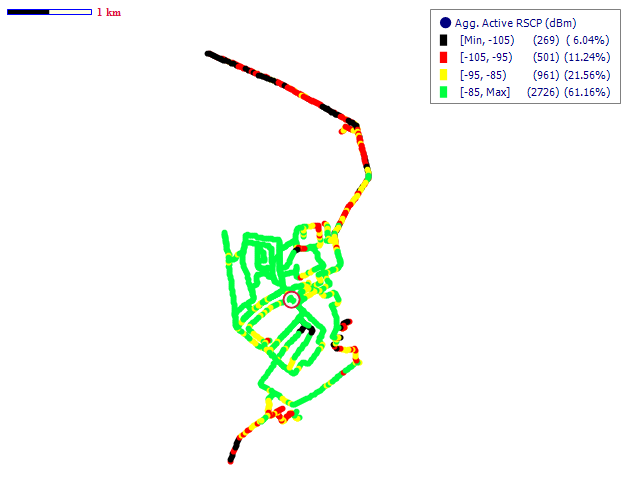 1 km
Agg. Active RSCP (dBm)
[Min, -105) (269) ( 6.04%)
[-105, -95) (501) (11.24%)
[-95, -85) (961) (21.56%)
[-85, Max] (2726) (61.16%)